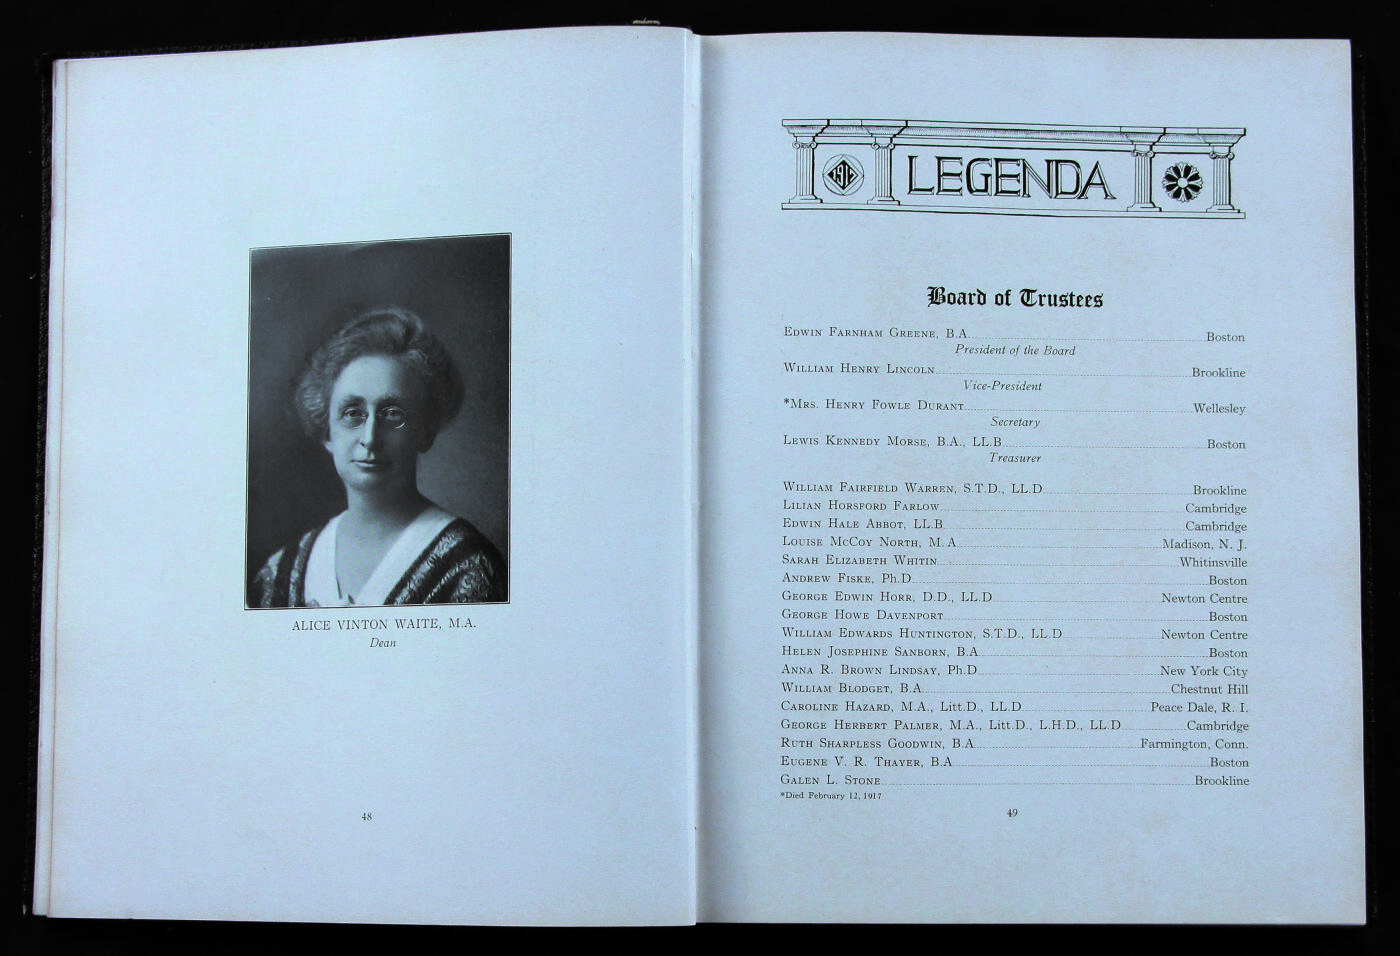 ALICE VINTON WAITE, M.A.
Dean
48
LEGENDA
Board of Trustees
EDWIN FARNHAM GREENE, B.A. Boston
President of the Board
WILLIAM HENRY LINCOLN Brookline
Vice-President
*MRS. HENRY FOWLE DURANT Wellesley
Secretary
LEWIS KENNEDY MORSE, B.A., LL.B. Boston
Treasurer
WILLIAM FAIRFIELD WARREN, S.T.D., LL.D. Brookline
LILIAN HORSFORD FARLOW Cambridge
EDWIN HALE ABBOT, LL.B. Cambridge
LOUISE MCCOY NORTH, M.A. Madison, N. J.
SARAH ELIZABETH WHITIN Whitinsville
ANDREW FISKE, Ph.D. Boston
GEORGE EDWIN HORR, D.D., LL.D. Newton Centre
GEORGE HOWE DAVENPORT Boston
WILLIAM EDWARDS HUNTINGTON, S.T.D., LL.D. Newton Centre
HELEN JOSEPHINE SANBORN, B.A. Boston
ANNA R. BROWN LINDSAY, Ph.D. New York City
WILLIAM BLODGET, B.A. Chestnut Hill
CAROLINE HAZARD, M.A., Litt.D., LL.D. Peace Dale, R. I.
GEORGE HERBERT PALMER, M.A., Litt.D., L.H.D., LL.D. Cambridge
RUTH SHARPLESS GOODWIN, B.A. Farmington, Conn.
EUGENE V. R. THAYER, B.A. Boston
GALEN L. STONE Brookline
*Died February 12, 1917
49